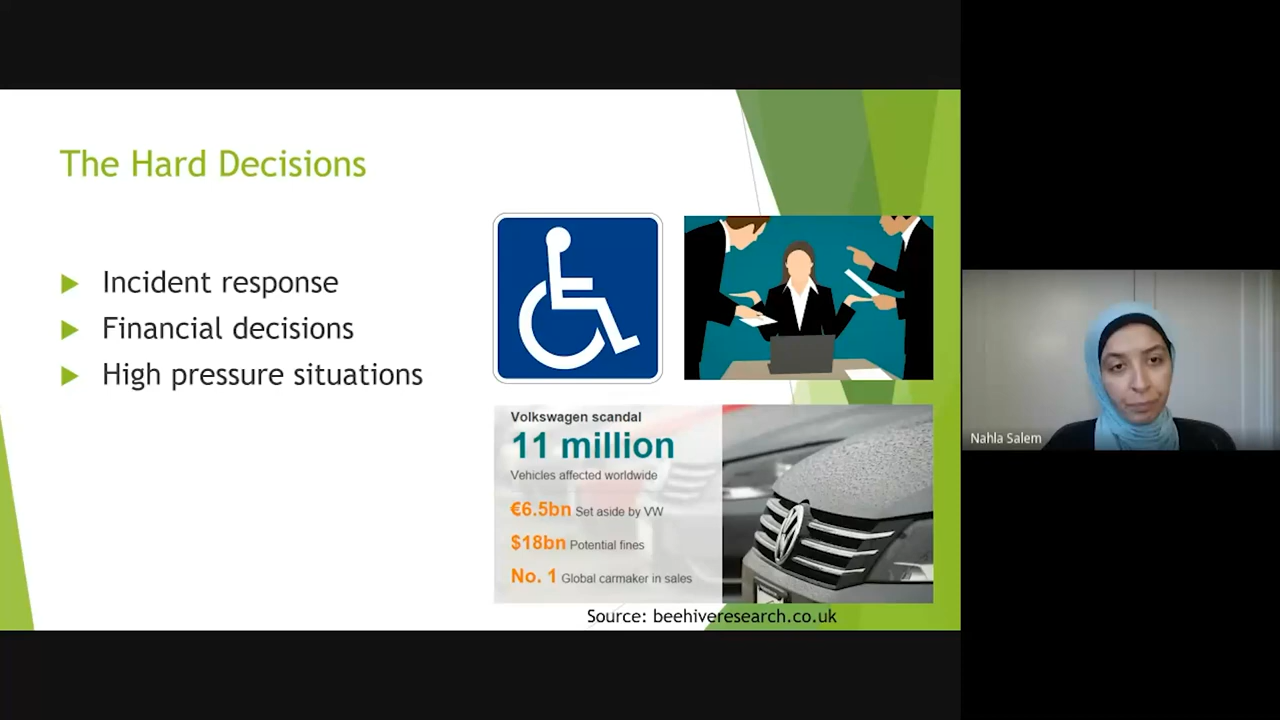 The Hard Decisions
Incident response
Financial decisions
High pressure situations
Volkswagen scandal
11 million
Vehicles affected worldwide
€6.5bn Set aside by VW
$18bn Potential fines
No. 1 Global carmaker in sales
Source: beehiveresearch.co.uk
Nahla Salem